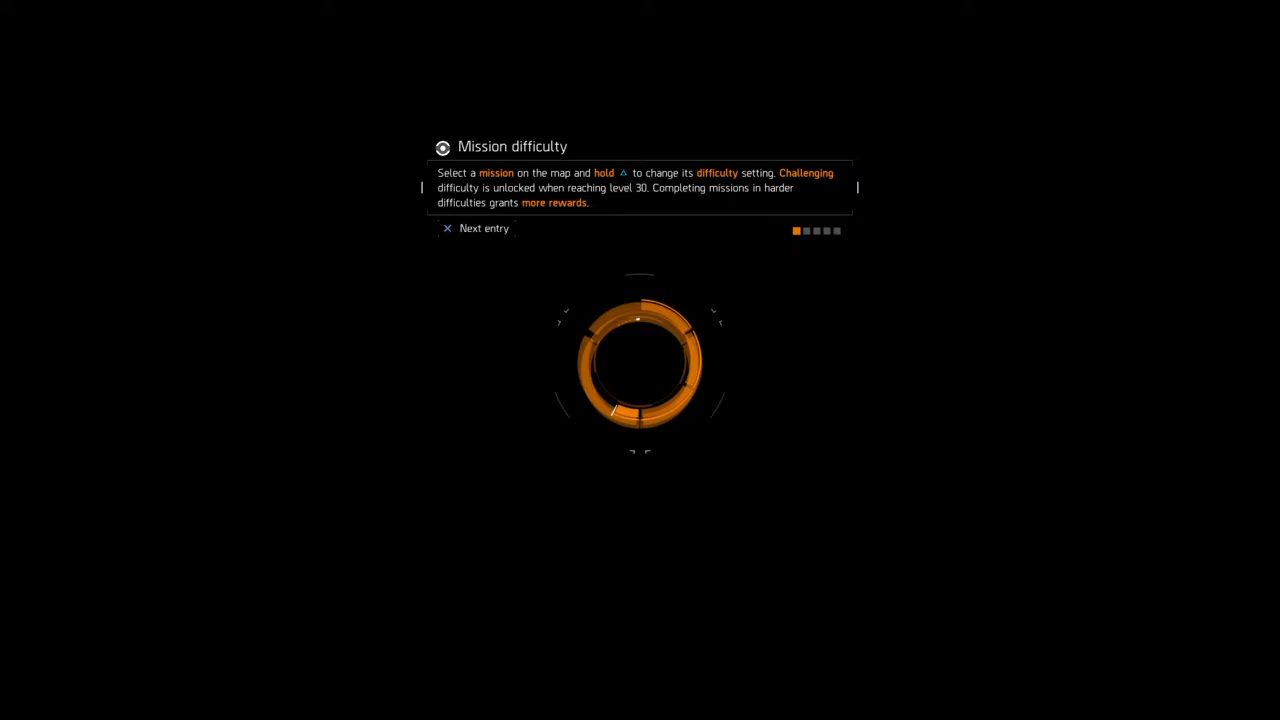 Mission difficulty
Select a mission on the map and hold △ to change its difficulty setting. Challenging
difficulty is unlocked when reaching level 30. Completing missions in harder
difficulties grants more rewards.
✕ Next entry